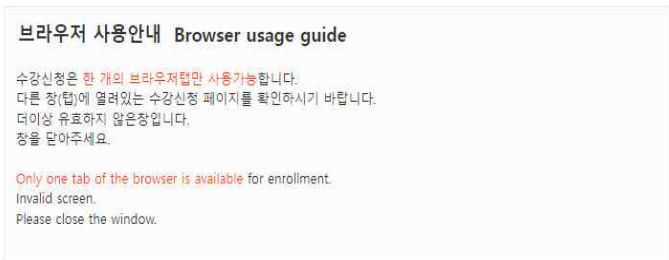 브라우저 사용안내 Browser usage guide
수강신청은 한 개의 브라우저탭만 사용가능합니다.
다른 창(탭)에 열려있는 수강신청 페이지를 확인하시기 바랍니다.
더이상 유효하지 않은창입니다.
창을 닫아주세요.
Only one tab of the browser is available for enrollment.
Invalid screen.
Please close the window.